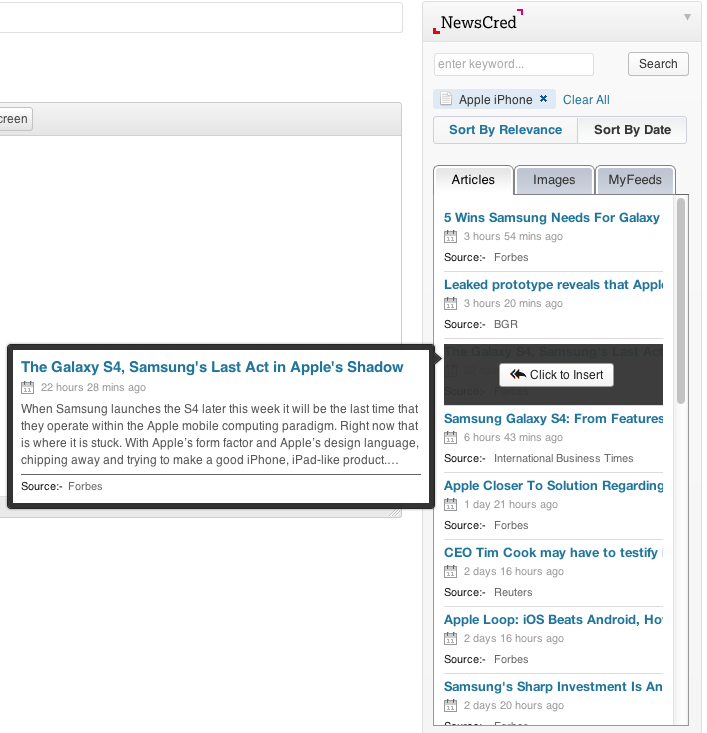 NewsCred
enter keyword...
Search
Apple iPhone
Clear All
creen
Sort By Relevance
Sort By Date
Articles
Images
MyFeeds
5 Wins Samsung Needs For Galaxy
3 hours 54 mins ago
Source:- Forbes
Leaked prototype reveals that Apple
3 hours 20 mins ago
Source:- BGR
The Galaxy S4, Samsung's Last Act
Click to Insert
The Galaxy S4, Samsung's Last Act in Apple's Shadow
22 hours 28 mins ago
When Samsung launches the S4 later this week it will be the last time that
they operate within the Apple mobile computing paradigm. Right now that
is where it is stuck. With Apple’s form factor and Apple’s design language,
chipping away and trying to make a good iPhone, iPad-like product....
Source:- Forbes
Samsung Galaxy S4: From Features
6 hours 43 mins ago
Source:- International Business Times
Apple Closer To Solution Regarding
1 day 21 hours ago
Source:- Forbes
CEO Tim Cook may have to testify
2 days 16 hours ago
Source:- Reuters
Apple Loop: iOS Beats Android, Ho
2 days 16 hours ago
Source:- Forbes
Samsung's Sharp Investment Is An
2 days 20 hours ago
Source:- Forbes